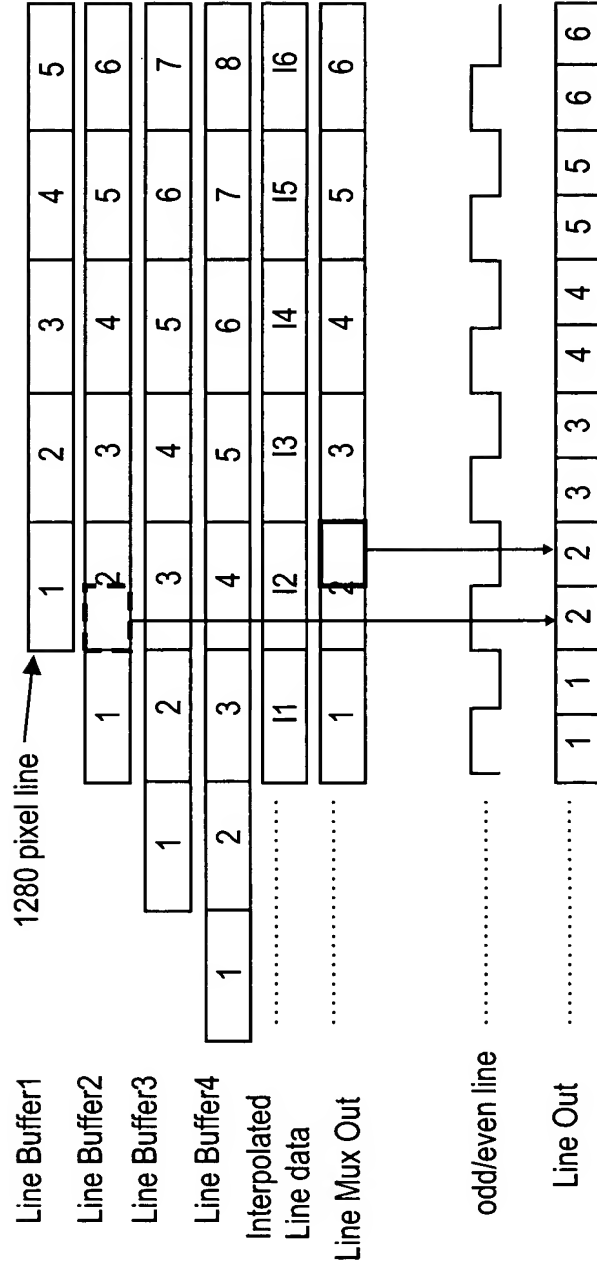 1280 pixel line
Line Buffer1 1 2 3 4 5
Line Buffer2 1 2 3 4 5 6
Line Buffer3 1 2 3 4 5 6 7
Line Buffer4 1 2 3 4 5 6 7 8
Interpolated
Line data I1 I2 I3 I4 I5 I6
Line Mux Out 1 2 3 4 5 6
odd/even line
Line Out 1 1 2 2 3 3 4 4 5 5 6 6